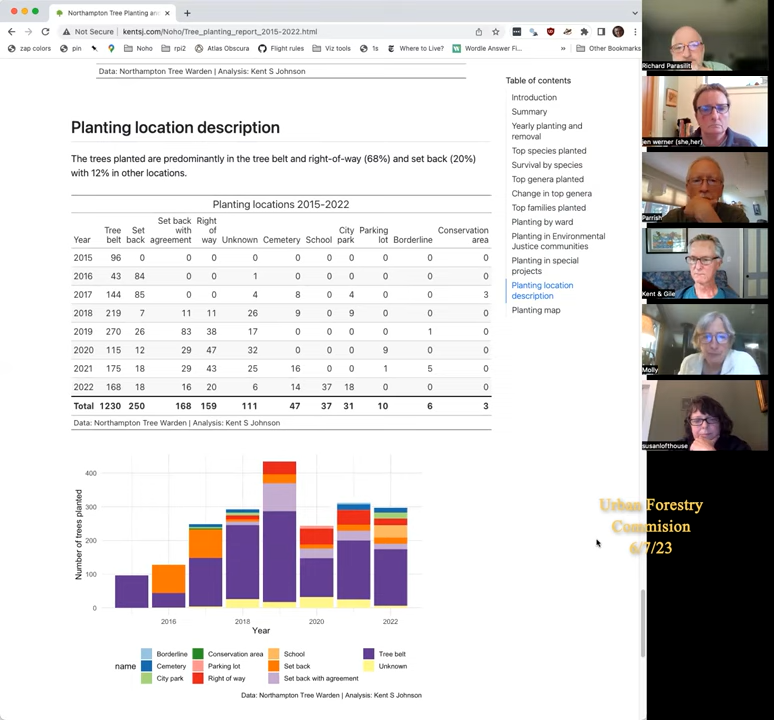 Northampton Tree Planting an
Not Secure | kentsj.com/Noho/Tree_planting_report_2015-2022.html
zap colors pin Noho rpi2 Atlas Obscura Flight rules Viz tools 1s Where to Live? Wordle Answer Fi... » Other Bookmarks
Data: Northampton Tree Warden | Analysis: Kent S Johnson
Planting location description
The trees planted are predominantly in the tree belt and right-of-way (68%) and set back (20%)
with 12% in other locations.
Planting locations 2015-2022
Year Tree belt Set back Set back with agreement Right of way Unknown Cemetery School City park Parking lot Borderline Conservation area
2015 96 0 0 0 0 0 0 0 0 0 0
2016 43 84 0 0 1 0 0 0 0 0 0
2017 144 85 0 0 4 8 0 4 0 0 3
2018 219 7 11 11 26 9 0 9 0 0 0
2019 270 26 83 38 17 0 0 0 0 1 0
2020 115 12 29 47 32 0 0 0 9 0 0
2021 175 18 29 43 25 16 0 0 1 5 0
2022 168 18 16 20 6 14 37 18 0 0 0
Total 1230 250 168 159 111 47 37 31 10 6 3
Data: Northampton Tree Warden | Analysis: Kent S Johnson
Number of trees planted
400
300
200
100
0
2016 2018 2020 2022
Year
name
Borderline Conservation area School Tree belt
Cemetery Parking lot Set back Unknown
City park Right of way Set back with agreement
Data: Northampton Tree Warden | Analysis: Kent S Johnson
Table of contents
Introduction
Summary
Yearly planting and
removal
Top species planted
Survival by species
Top genera planted
Change in top genera
Top families planted
Planting by ward
Planting in Environmental
Justice communities
Planting in special
projects
Planting location
description
Planting map
Richard Parasiliti
jen werner (she,her)
Parrish
Kent & Gile
Molly
susanlofthouse
Urban Forestry
Commision
6/7/23